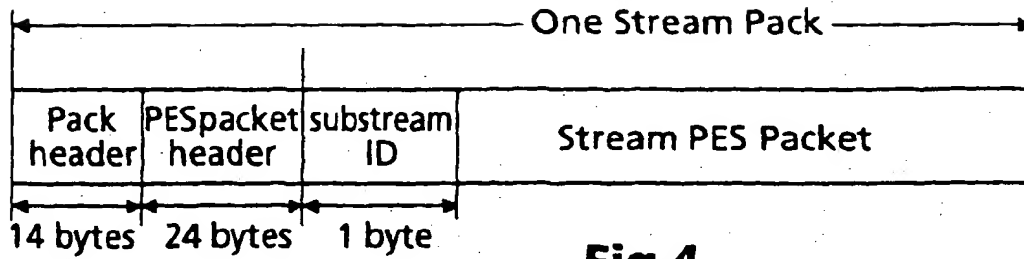 One Stream Pack
Pack header
PESpacket header
substream ID
Stream PES Packet
14 bytes
24 bytes
1 byte
Fig 4